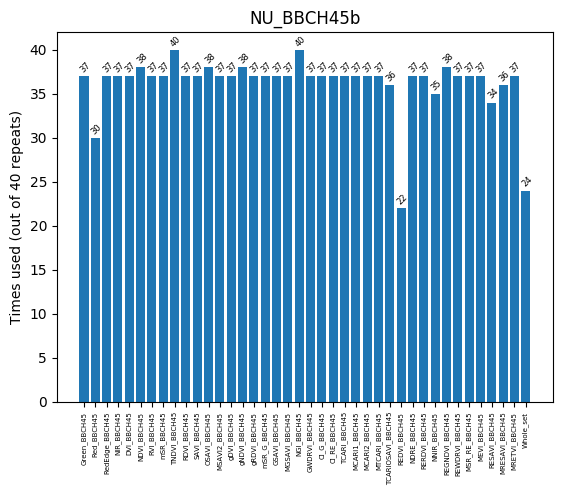 NU_BBCH45b
Times used (out of 40 repeats)
40
35
30
25
20
15
10
5
0
37
30
37
37
37
38
37
37
40
37
37
38
37
37
38
37
37
37
37
40
37
37
37
37
37
37
37
36
22
37
37
35
38
37
37
37
34
36
37
24
Green_BBCH45
Red_BBCH45
RedEdge_BBCH45
NIR_BBCH45
DVI_BBCH45
NDVI_BBCH45
RVI_BBCH45
mSR_BBCH45
TNDVI_BBCH45
RDVI_BBCH45
SAVI_BBCH45
OSAVI_BBCH45
MSAVI2_BBCH45
gDVI_BBCH45
gNDVI_BBCH45
gRDVI_BBCH45
mSR_G_BBCH45
GSAVI_BBCH45
MGSAVI_BBCH45
NGI_BBCH45
GWDRVI_BBCH45
CI_G_BBCH45
CI_RE_BBCH45
TCARI_BBCH45
MCARI1_BBCH45
MCARI2_BBCH45
MTCARI_BBCH45
TCARIOSAVI_BBCH45
REDVI_BBCH45
NDRE_BBCH45
RERDVI_BBCH45
NNIR_BBCH45
REGNDVI_BBCH45
REWDRVI_BBCH45
MSR_RE_BBCH45
MEVI_BBCH45
RESAVI_BBCH45
MRESAVI_BBCH45
MRETVI_BBCH45
Whole_set